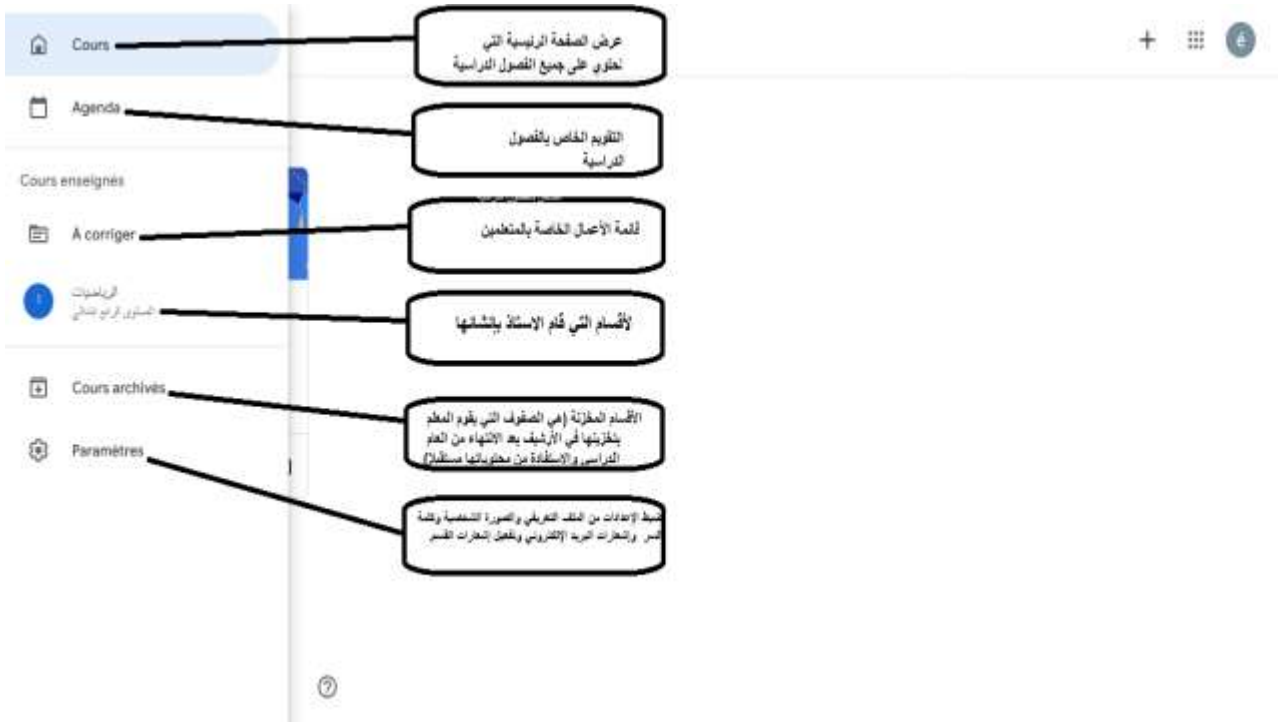 Cours
عرض الصفحة الرئيسية التي
تحتوي على جميع الفصول الدراسية
é
Agenda
التقويم الخاص بالفصول
الدراسية
Cours enseignés
À corriger
قائمة الأعمال الخاصة بالمتعلمين
الرياضيات
المستوى الرابع ابتدائي
لأقسام التي قام الاستاذ بإنشائها
Cours archivés
الأقسام المخزنة (هي الصفوف التي يقوم المعلم
بتخزينها في الأرشيف بعد الانتهاء من العام
الدراسي والاستفادة من محتوياتها مستقبلا)
Paramètres
ضبط الإعدادات من الملف التعريفي والصورة الشخصية وكلمة
السر وإشعارات البريد الإلكتروني وتفعيل إشعارات القسم